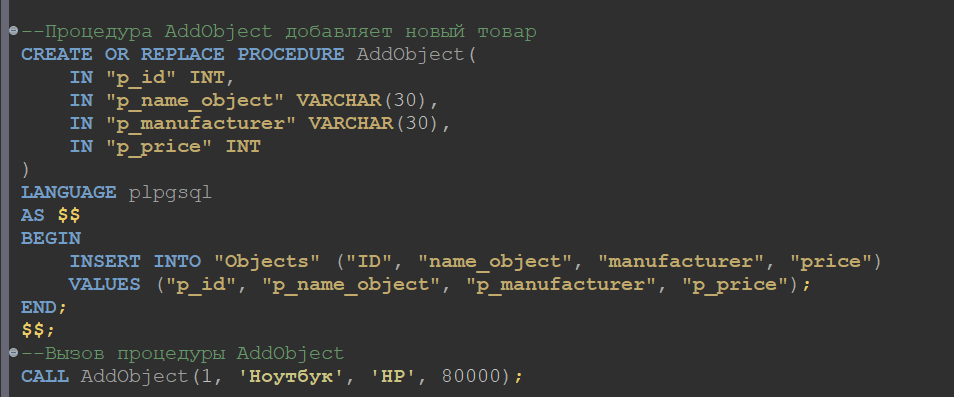 --Процедура AddObject добавляет новый товар
CREATE OR REPLACE PROCEDURE AddObject(
    IN "p_id" INT,
    IN "p_name_object" VARCHAR(30),
    IN "p_manufacturer" VARCHAR(30),
    IN "p_price" INT
)
LANGUAGE plpgsql
AS $$
BEGIN
    INSERT INTO "Objects" ("ID", "name_object", "manufacturer", "price")
    VALUES ("p_id", "p_name_object", "p_manufacturer", "p_price");
END;
$$;
--Вызов процедуры AddObject
CALL AddObject(1, 'Ноутбук', 'HP', 80000);